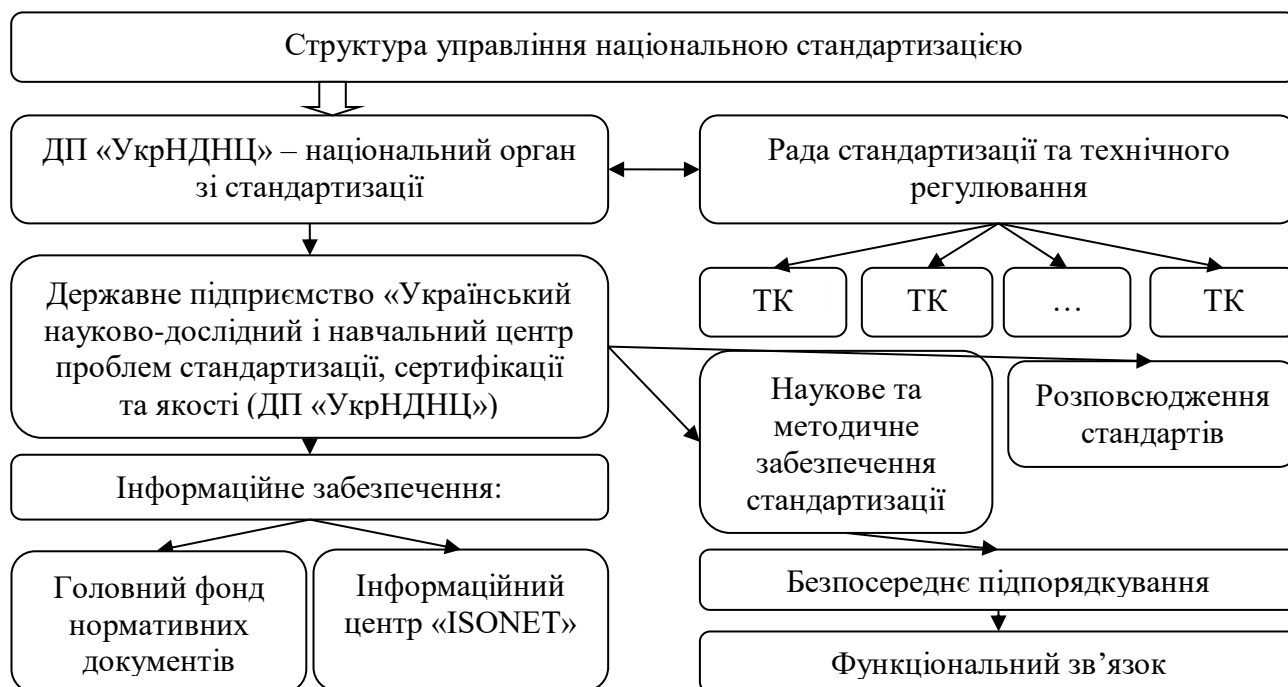 Структура управління національною стандартизацією
ДП «УкрНДНЦ» – національний орган
зі стандартизації
Рада стандартизації та технічного
регулювання
ТК
ТК
…
ТК
Державне підприємство «Український
науково-дослідний і навчальний центр
проблем стандартизації, сертифікації
та якості (ДП «УкрНДНЦ»)
Наукове та
методичне
забезпечення
стандартизації
Розповсюдження
стандартів
Інформаційне забезпечення:
Головний фонд
нормативних
документів
Інформаційний
центр «ISONET»
Безпосереднє підпорядкування
Функціональний зв’язок